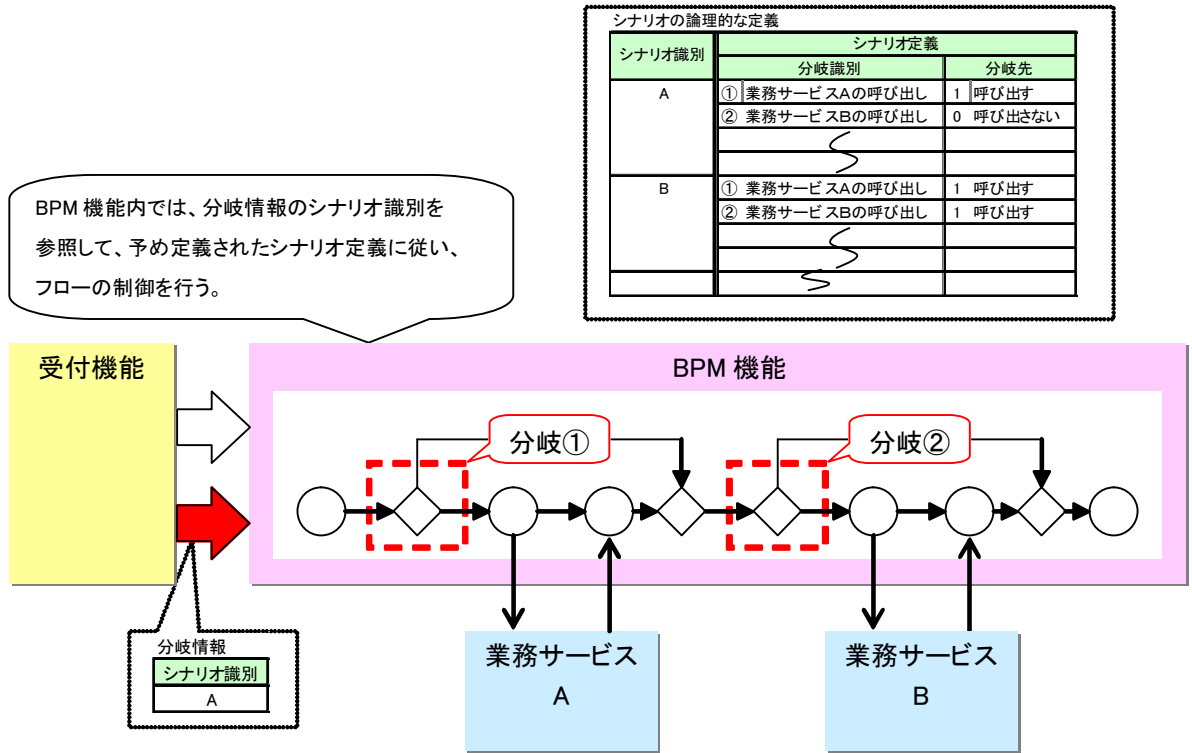 シナリオの論理的な定義
シナリオ識別
シナリオ定義
分岐識別
分岐先
A
① 業務サービスAの呼び出し
1 呼び出す
② 業務サービスBの呼び出し
0 呼び出さない
B
① 業務サービスAの呼び出し
1 呼び出す
② 業務サービスBの呼び出し
1 呼び出す
BPM 機能内では、分岐情報のシナリオ識別を
参照して、予め定義されたシナリオ定義に従い、
フローの制御を行う。
受付機能
BPM 機能
分岐①
分岐②
分岐情報
シナリオ識別
A
業務サービス
A
業務サービス
B